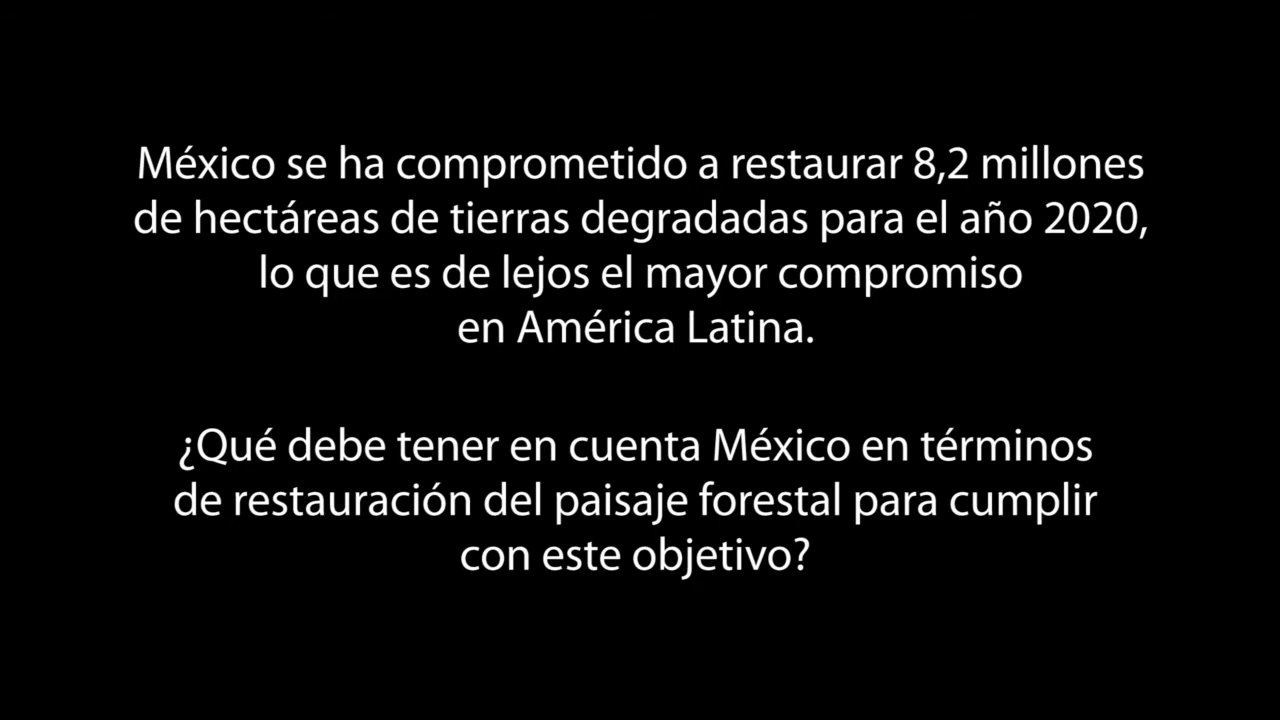 México se ha comprometido a restaurar 8,2 millones
de hectáreas de tierras degradadas para el año 2020,
lo que es de lejos el mayor compromiso
en América Latina.
¿Qué debe tener en cuenta México en términos
de restauración del paisaje forestal para cumplir
con este objetivo?